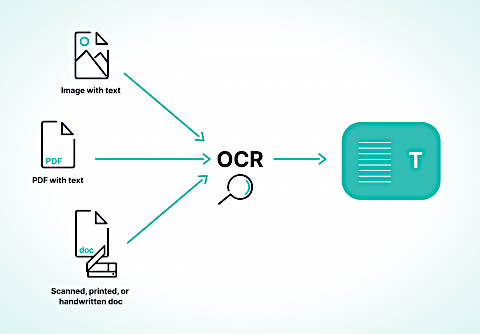 Image with text
PDF
PDF with text
OCR
T
doc
Scanned, printed, or
handwritten doc